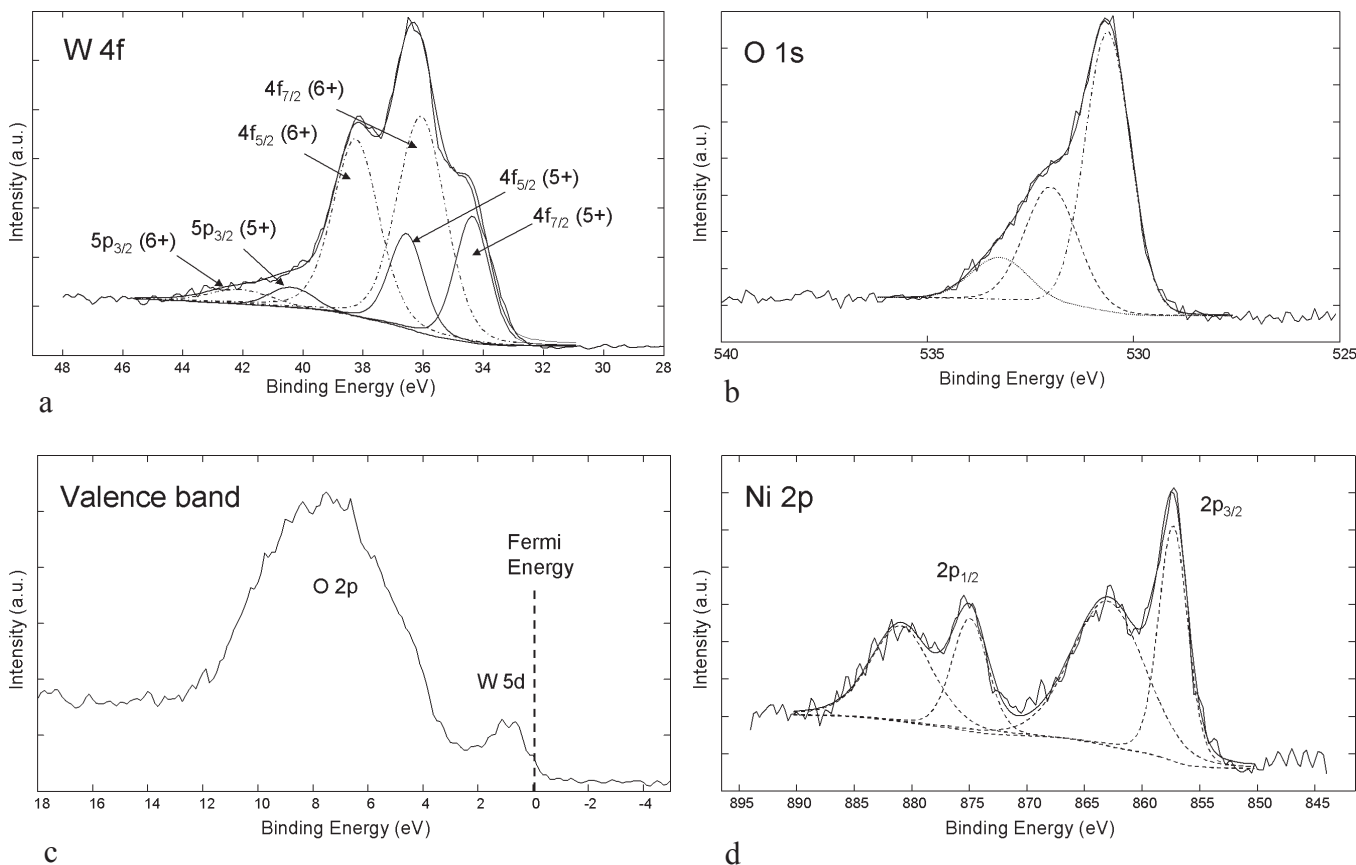 W 4f
4f7/2 (6+)
4f5/2 (6+)
4f5/2 (5+)
4f7/2 (5+)
5p3/2 (5+)
5p3/2 (6+)
Intensity (a.u.)
48 46 44 42 40 38 36 34 32 30 28
Binding Energy (eV)
a
O 1s
Intensity (a.u.)
540 535 530 525
Binding Energy (eV)
b
Valence band
Fermi
Energy
O 2p
W 5d
Intensity (a.u.)
18 16 14 12 10 8 6 4 2 0 -2 -4
Binding Energy (eV)
c
Ni 2p
2p3/2
2p1/2
Intensity (a.u.)
895 890 885 880 875 870 865 860 855 850 845
Binding Energy (eV)
d